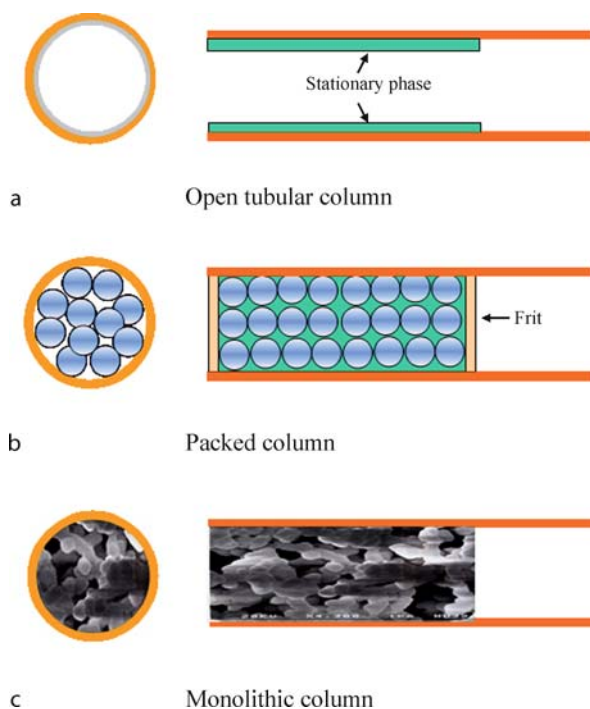 Stationary phase
a Open tubular column
Frit
b Packed column
c Monolithic column